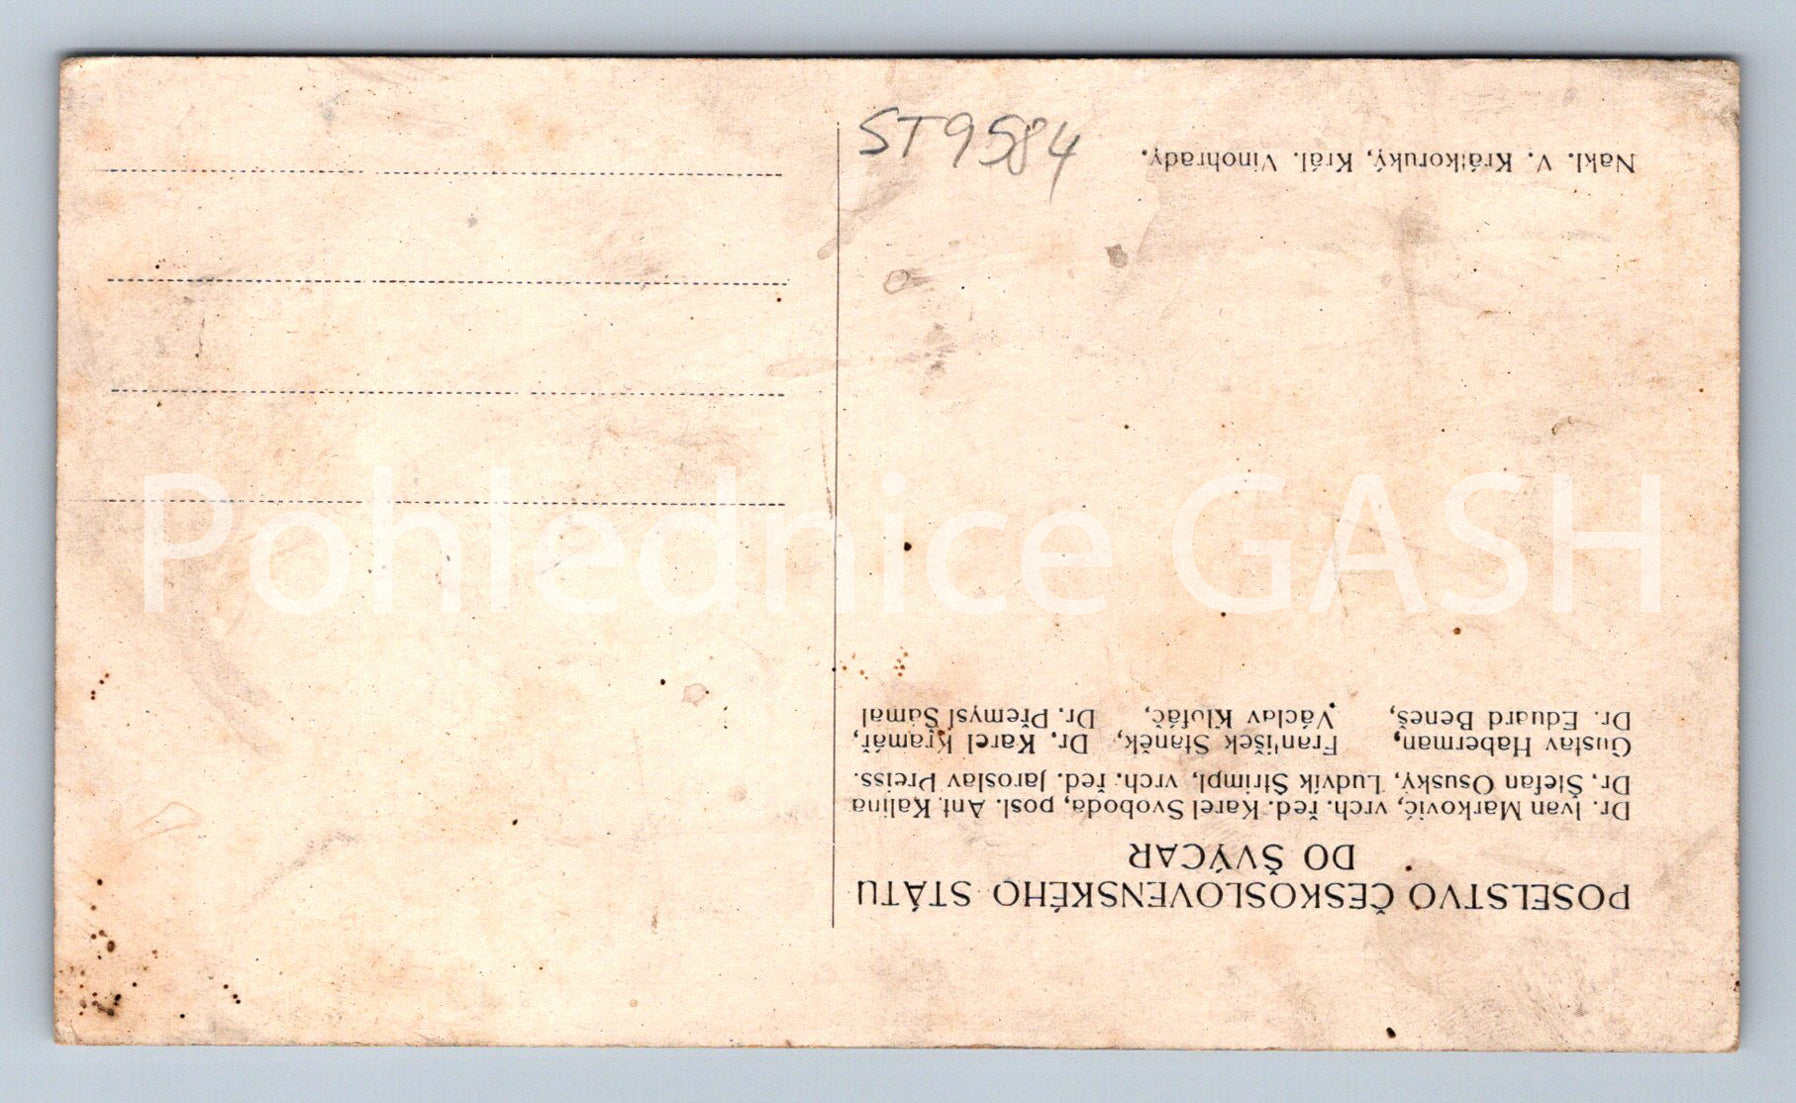 POSELSTVO ČESKOSLOVENSKÉHO STÁTU
DO ŠVÝCAR
Dr. Ivan Markovič, vrch. řed. Karel Svoboda, posl. Ant. Kalina
Dr. Štefan Osuský, Ludvík Štrimpl, vrch. řed. Jaroslav Preiss.
Gustav Haberman, František Staněk, Dr. Karel Kramář,
Dr. Eduard Beneš, Václav Klofáč, Dr. Přemysl Šámal
Nakl. V. Krátkoruký, Král. Vinohrady.
ST9584
Pohlednice GASH